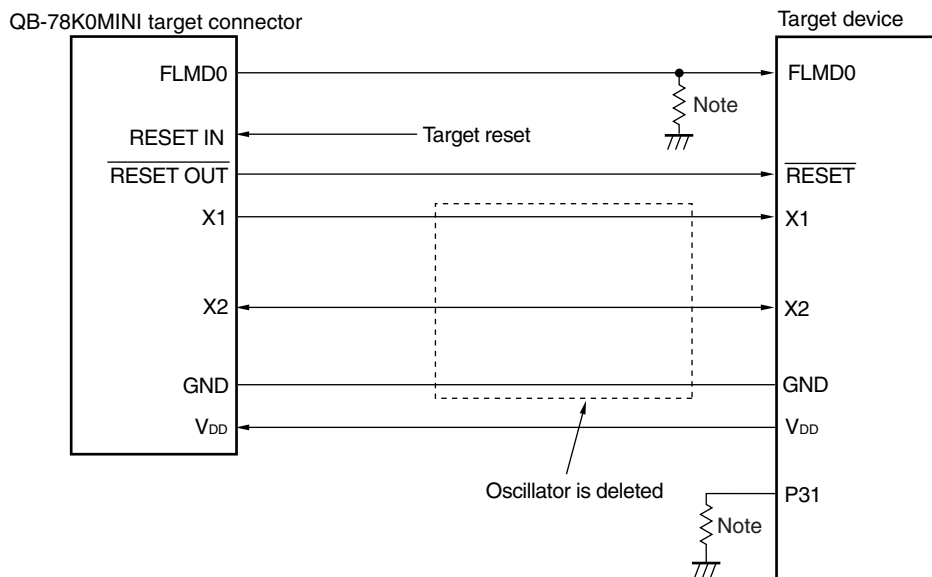 QB-78K0MINI target connector
Target device
FLMD0
FLMD0
Note
RESET IN
Target reset
RESET OUT
RESET
X1
X1
X2
X2
GND
GND
VDD
VDD
Oscillator is deleted
P31
Note